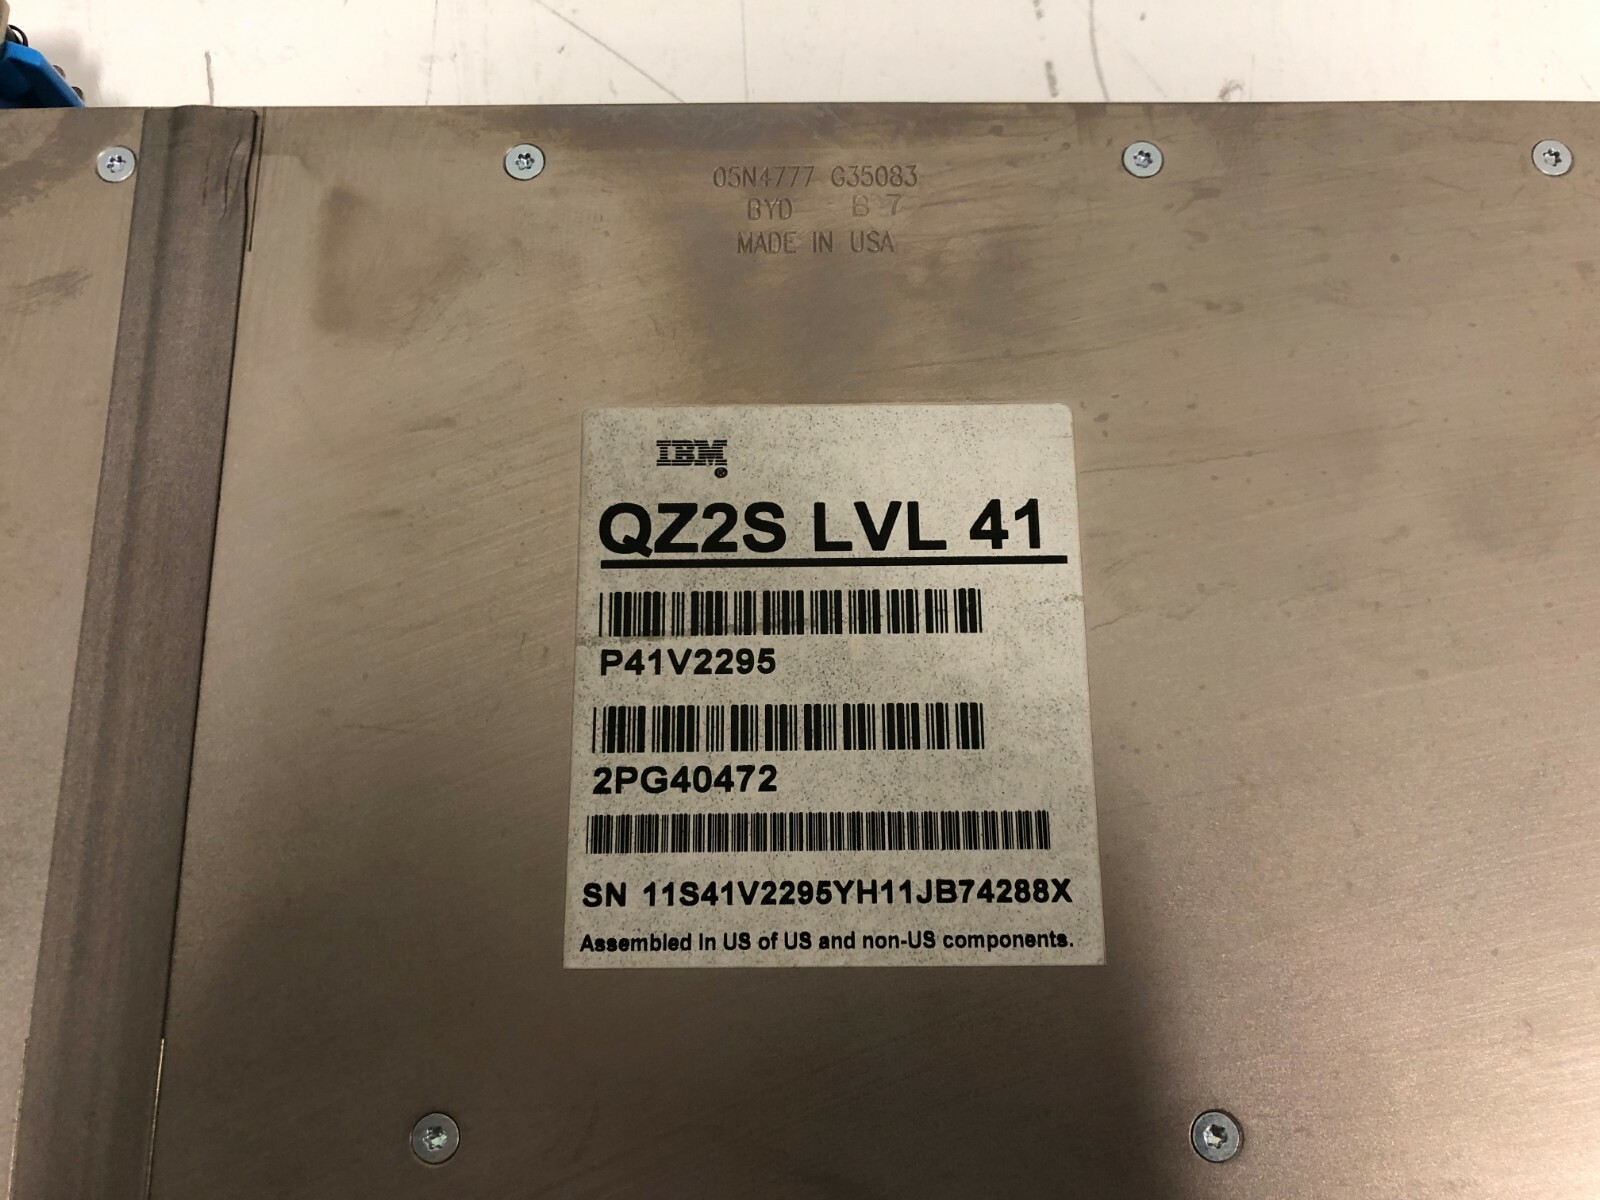 05N4777 G35083
BYD B 7
MADE IN USA
IBM®
QZ2S LVL 41
P41V2295
2PG40472
SN 11S41V2295YH11JB74288X
Assembled In US of US and non-US components.